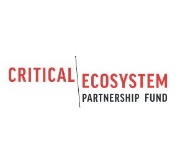 CRITICAL ECOSYSTEM
PARTNERSHIP FUND